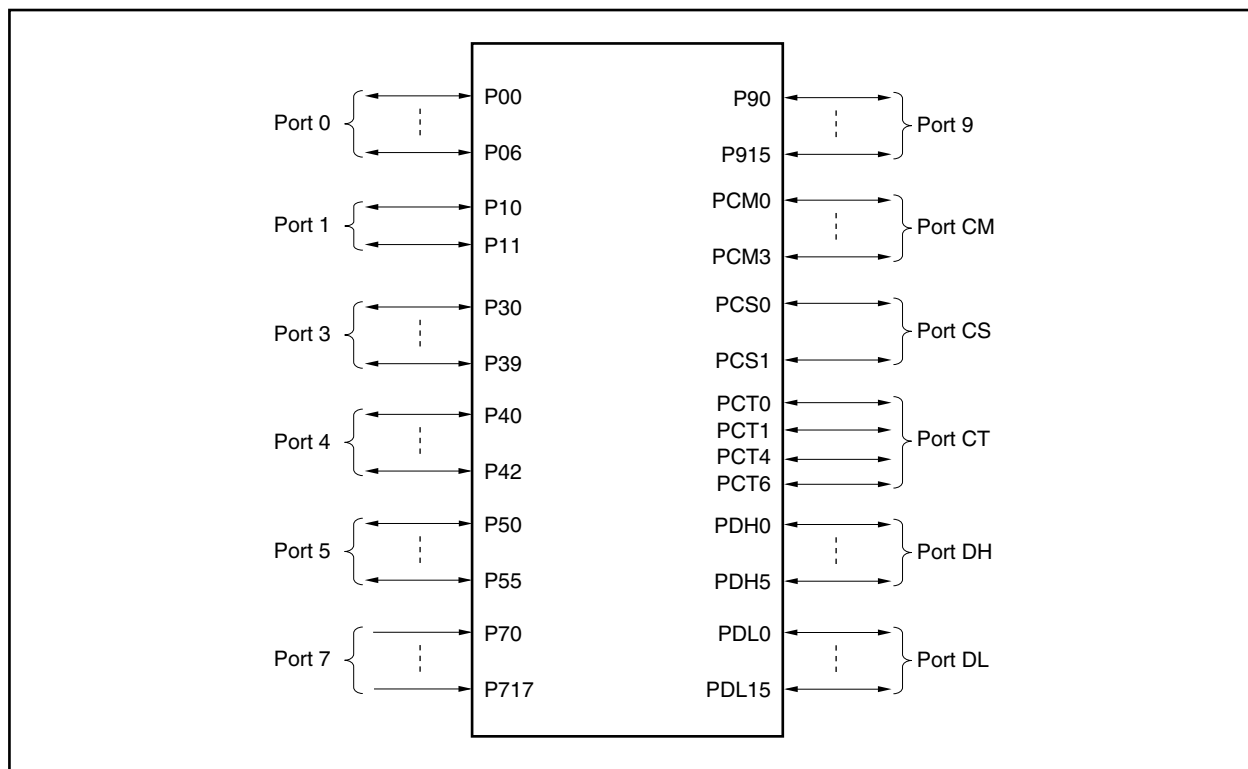 Port 0
P00
P06
Port 1
P10
P11
Port 3
P30
P39
Port 4
P40
P42
Port 5
P50
P55
Port 7
P70
P717
P90
P915
Port 9
PCM0
PCM3
Port CM
PCS0
PCS1
Port CS
PCT0
PCT1
PCT4
PCT6
Port CT
PDH0
PDH5
Port DH
PDL0
PDL15
Port DL